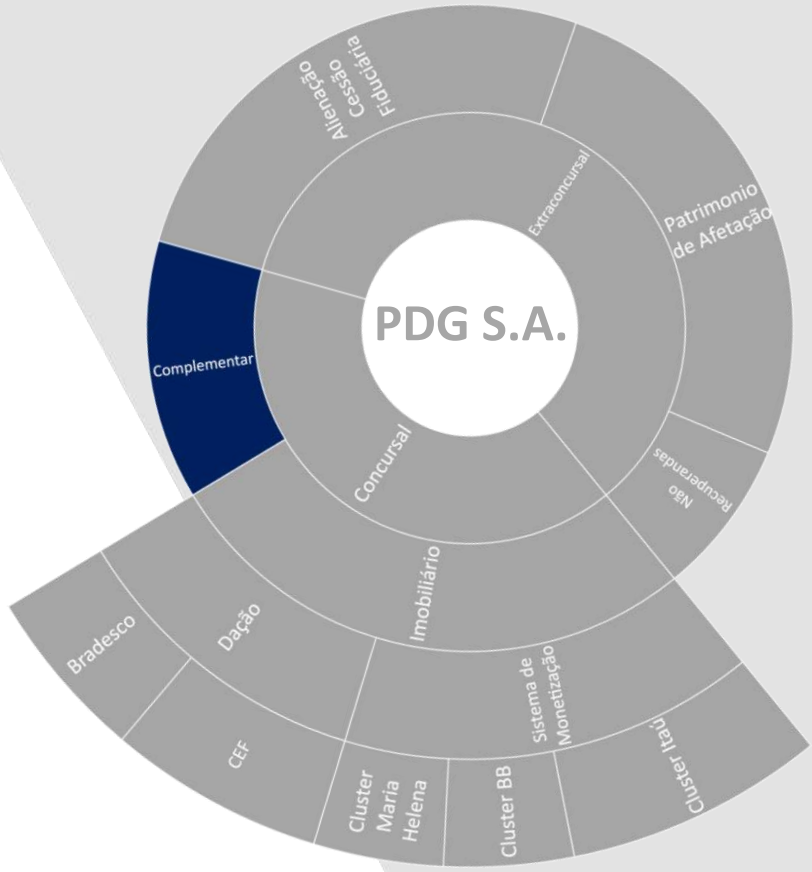 Alienação
Cessão
Fiduciária
Extraconcursal
Patrimonio
de Afetação
PDG S.A.
Complementar
Concursal
Não
Recuperandas
Imobiliário
Dação
Bradesco
CEF
Sistema de
Monetização
Cluster
Maria
Helena
Cluster BB
Cluster Itaú